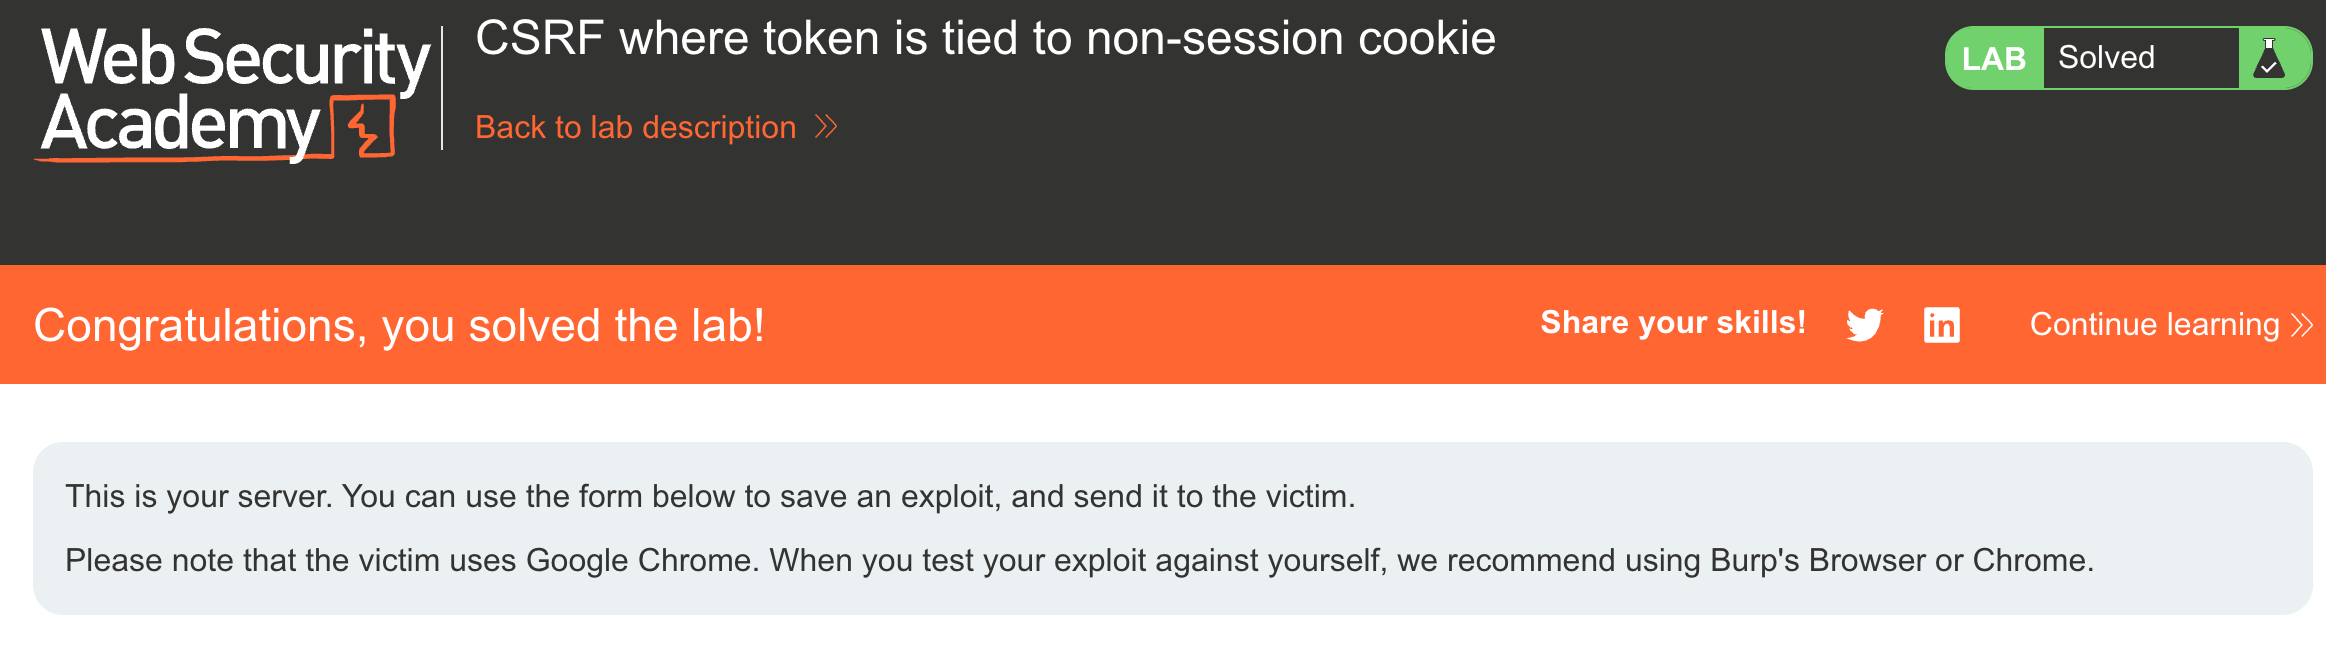 Web Security
Academy
CSRF where token is tied to non-session cookie
Back to lab description
LAB Solved
Congratulations, you solved the lab!
Share your skills!
Continue learning
This is your server. You can use the form below to save an exploit, and send it to the victim.
Please note that the victim uses Google Chrome. When you test your exploit against yourself, we recommend using Burp's Browser or Chrome.